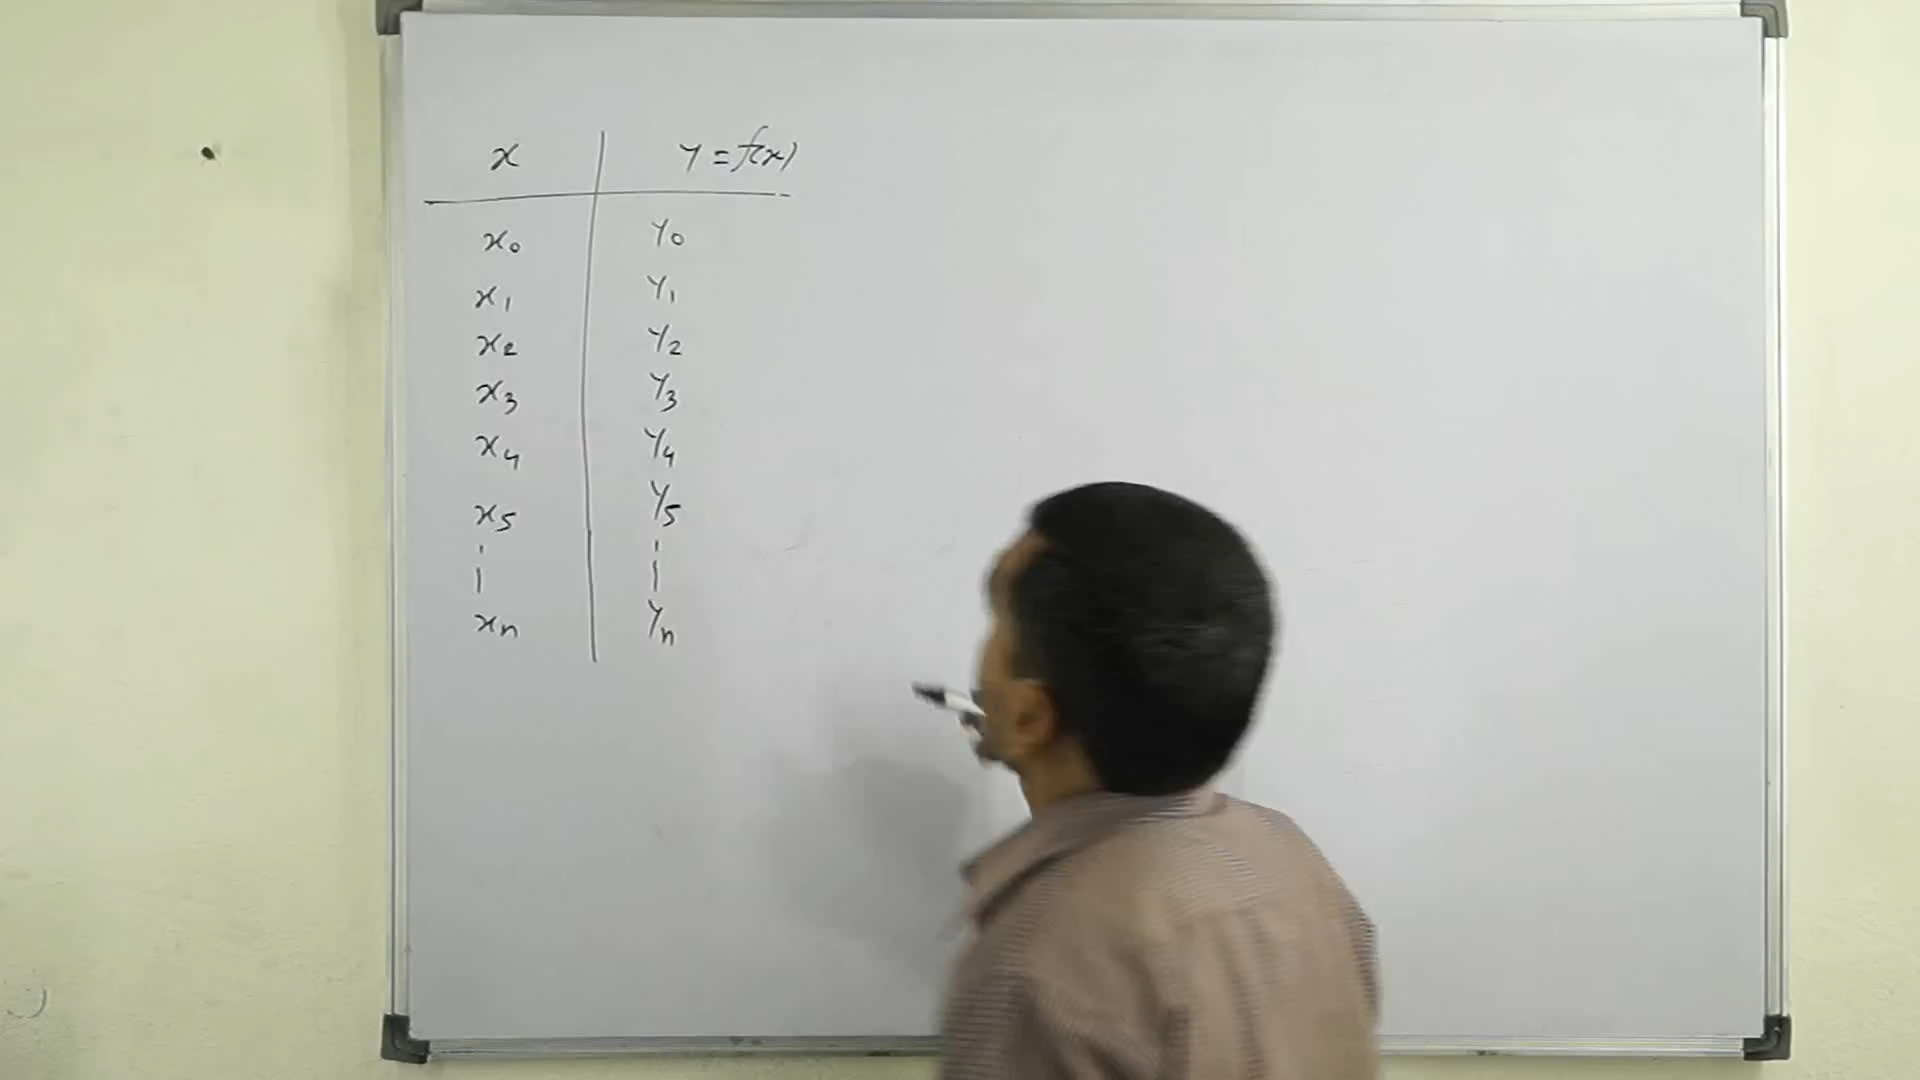 x y = f(x)
x₀ y₀
x₁ y₁
x₂ y₂
x₃ y₃
x₄ y₄
x₅ y₅
¦ ¦
xₙ yₙ